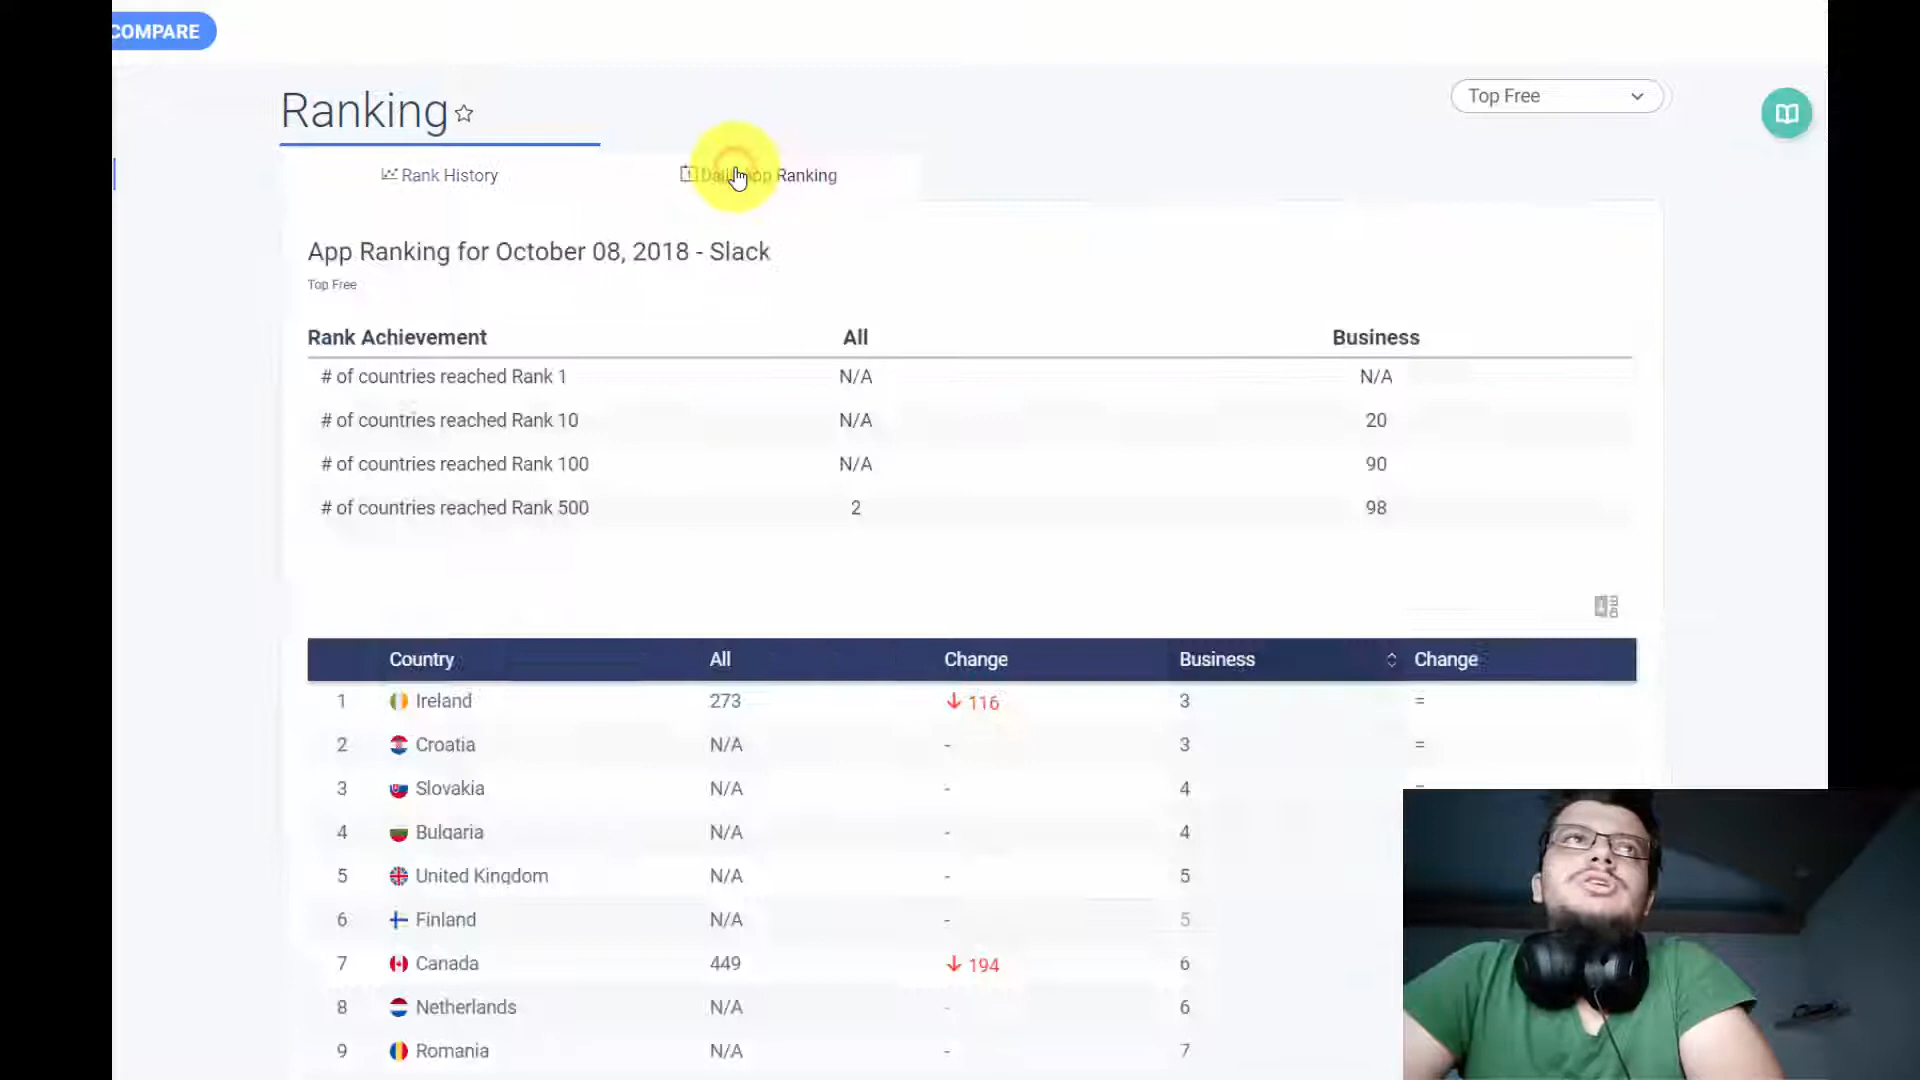 COMPARE
Ranking
Top Free
Rank History
Daily App Ranking
App Ranking for October 08, 2018 - Slack
Top Free
Rank Achievement All Business
# of countries reached Rank 1 N/A N/A
# of countries reached Rank 10 N/A 20
# of countries reached Rank 100 N/A 90
# of countries reached Rank 500 2 98
Country All Change Business Change
1 Ireland 273 ↓ 116 3 =
2 Croatia N/A - 3 =
3 Slovakia N/A - 4 =
4 Bulgaria N/A - 4
5 United Kingdom N/A - 5
6 Finland N/A - 5
7 Canada 449 ↓ 194 6
8 Netherlands N/A - 6
9 Romania N/A - 7